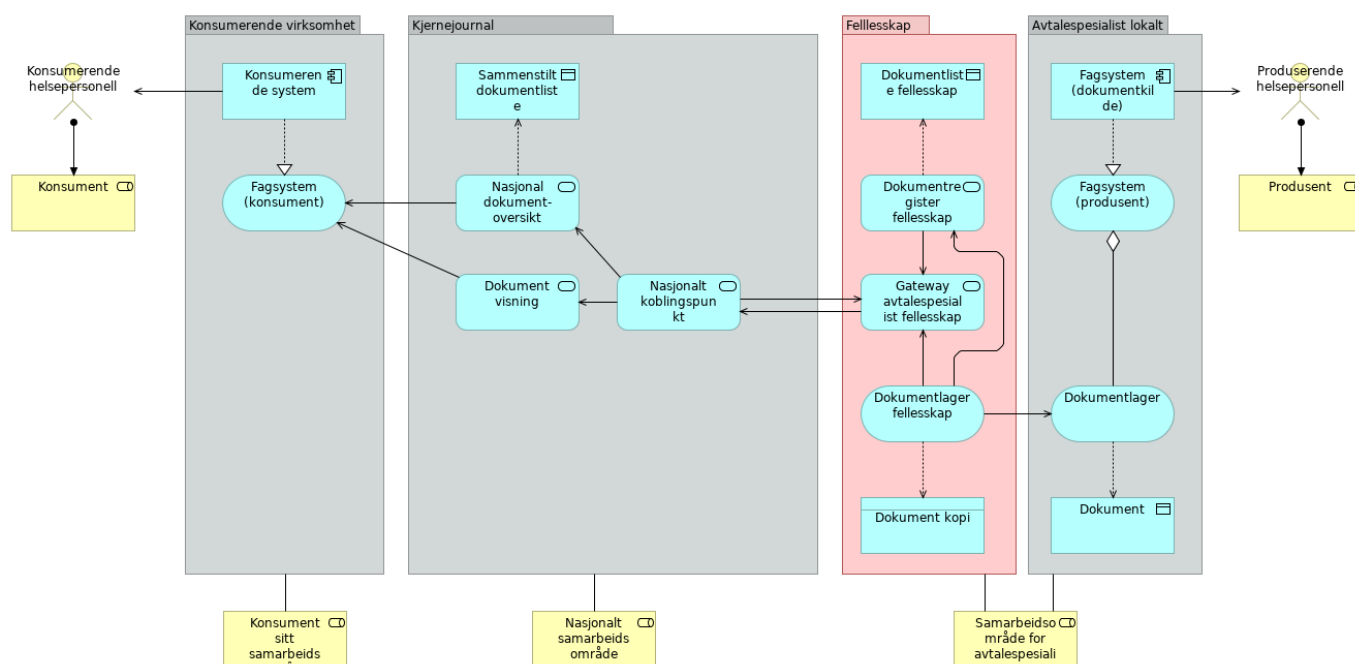 Konsumerende virksomhet
Kjernejournal
Felllesskap
Avtalespesialist lokalt
Konsumerende
helsepersonell
Konsumeren
de system
Sammenstilt
dokumentlist
e
Dokumentlist
e fellesskap
Fagsystem
(dokumentkil
de)
Produserende
helsepersonell
Konsument
Fagsystem
(konsument)
Nasjonal
dokument-
oversikt
Dokumentre
gister
fellesskap
Fagsystem
(produsent)
Produsent
Dokument
visning
Nasjonalt
koblingspun
kt
Gateway
avtalespesial
ist fellesskap
Dokumentlager
fellesskap
Dokumentlager
Dokument kopi
Dokument
Konsument
sitt
samarbeids
Nasjonalt
samarbeids
område
Samarbeidso
mråde for
avtalespesiali